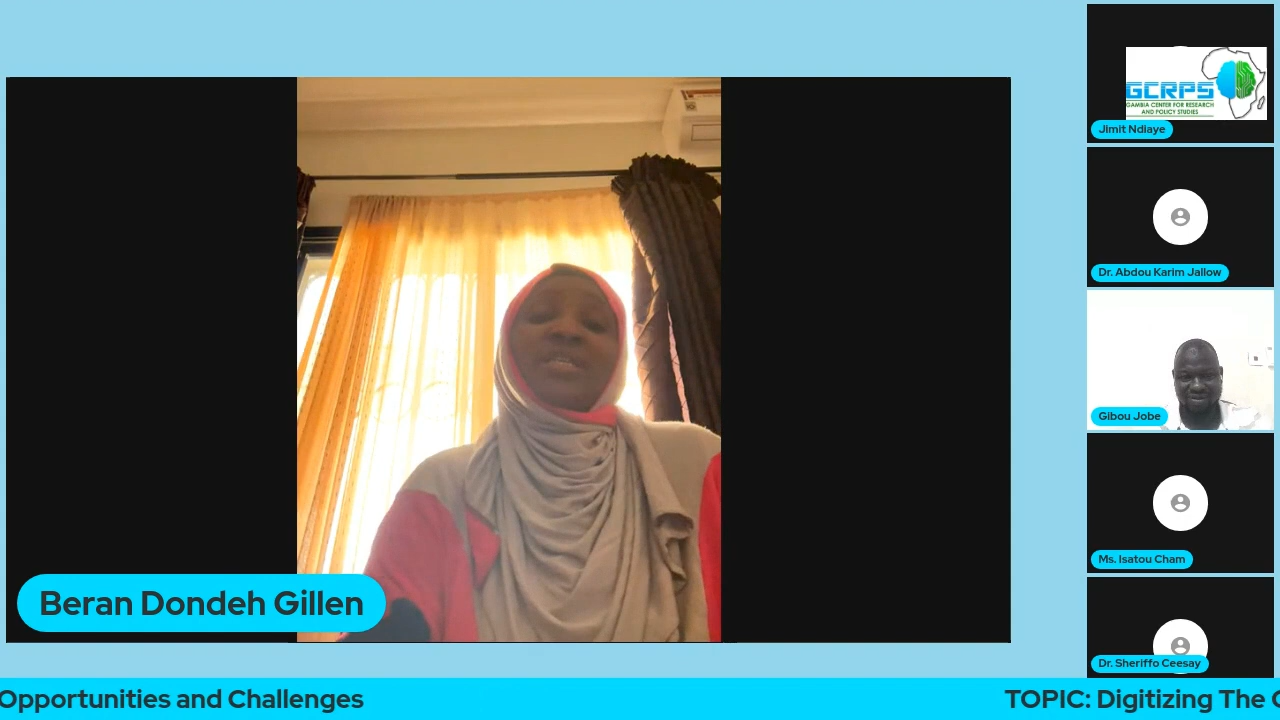 GCRPS
GAMBIA CENTER FOR RESEARCH
AND POLICY STUDIES
Jimit Ndiaye
Dr. Abdou Karim Jallow
Gibou Jobe
Ms. Isatou Cham
Dr. Sheriffo Ceesay
Beran Dondeh Gillen
Opportunities and Challenges
TOPIC: Digitizing The